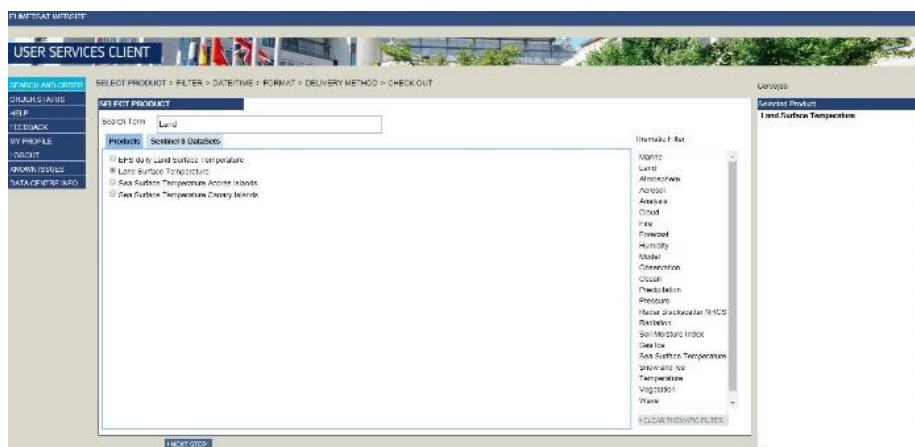 EUMETSAT WEBSITE
USER SERVICES CLIENT
SEARCH AND ORDER
ORDER STATUS
HELP
FEEDBACK
MY PROFILE
LOGOUT
KNOWN ISSUES
DATA CENTRE INFO
SELECT PRODUCT > FILTER > DATE/TIME > FORMAT > DELIVERY METHOD > CHECKOUT
SELECT PRODUCT
Search Term Land
Products Sentinel 3 DataSets
EPS daily Land Surface Temperature
Land Surface Temperature
Sea Surface Temperature Azores Islands
Sea Surface Temperature Canary Islands
Thematic Filter
Marine
Land
Atmosphere
Aerosol
Analysis
Cloud
Fire
Forecast
Humidity
Model
Observation
Ocean
Precipitation
Pressure
Radar Backscatter NRCS
Radiation
Soil Moisture Index
Sea Ice
Sea Surface Temperature
Snow and Ice
Temperature
Vegetation
Wave
CLEAR THEMATIC FILTER
NEXT STEP
Selected Product
Land Surface Temperature